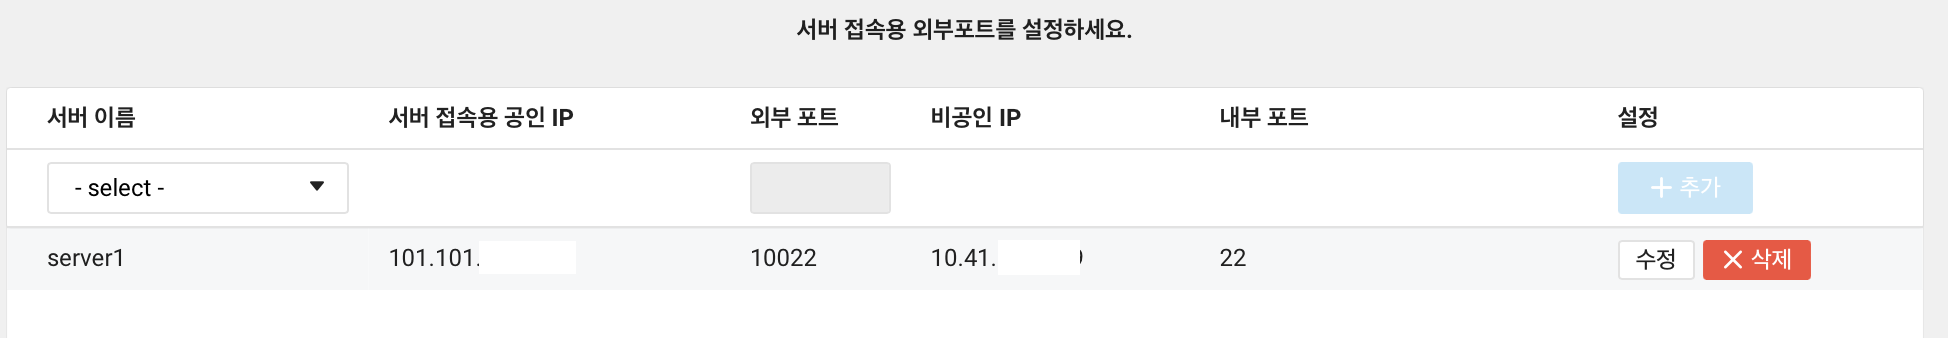 서버 접속용 외부포트를 설정하세요.
서버 이름 서버 접속용 공인 IP 외부 포트 비공인 IP 내부 포트 설정
- select - + 추가
server1 101.101. 10022 10.41. 22 수정 × 삭제